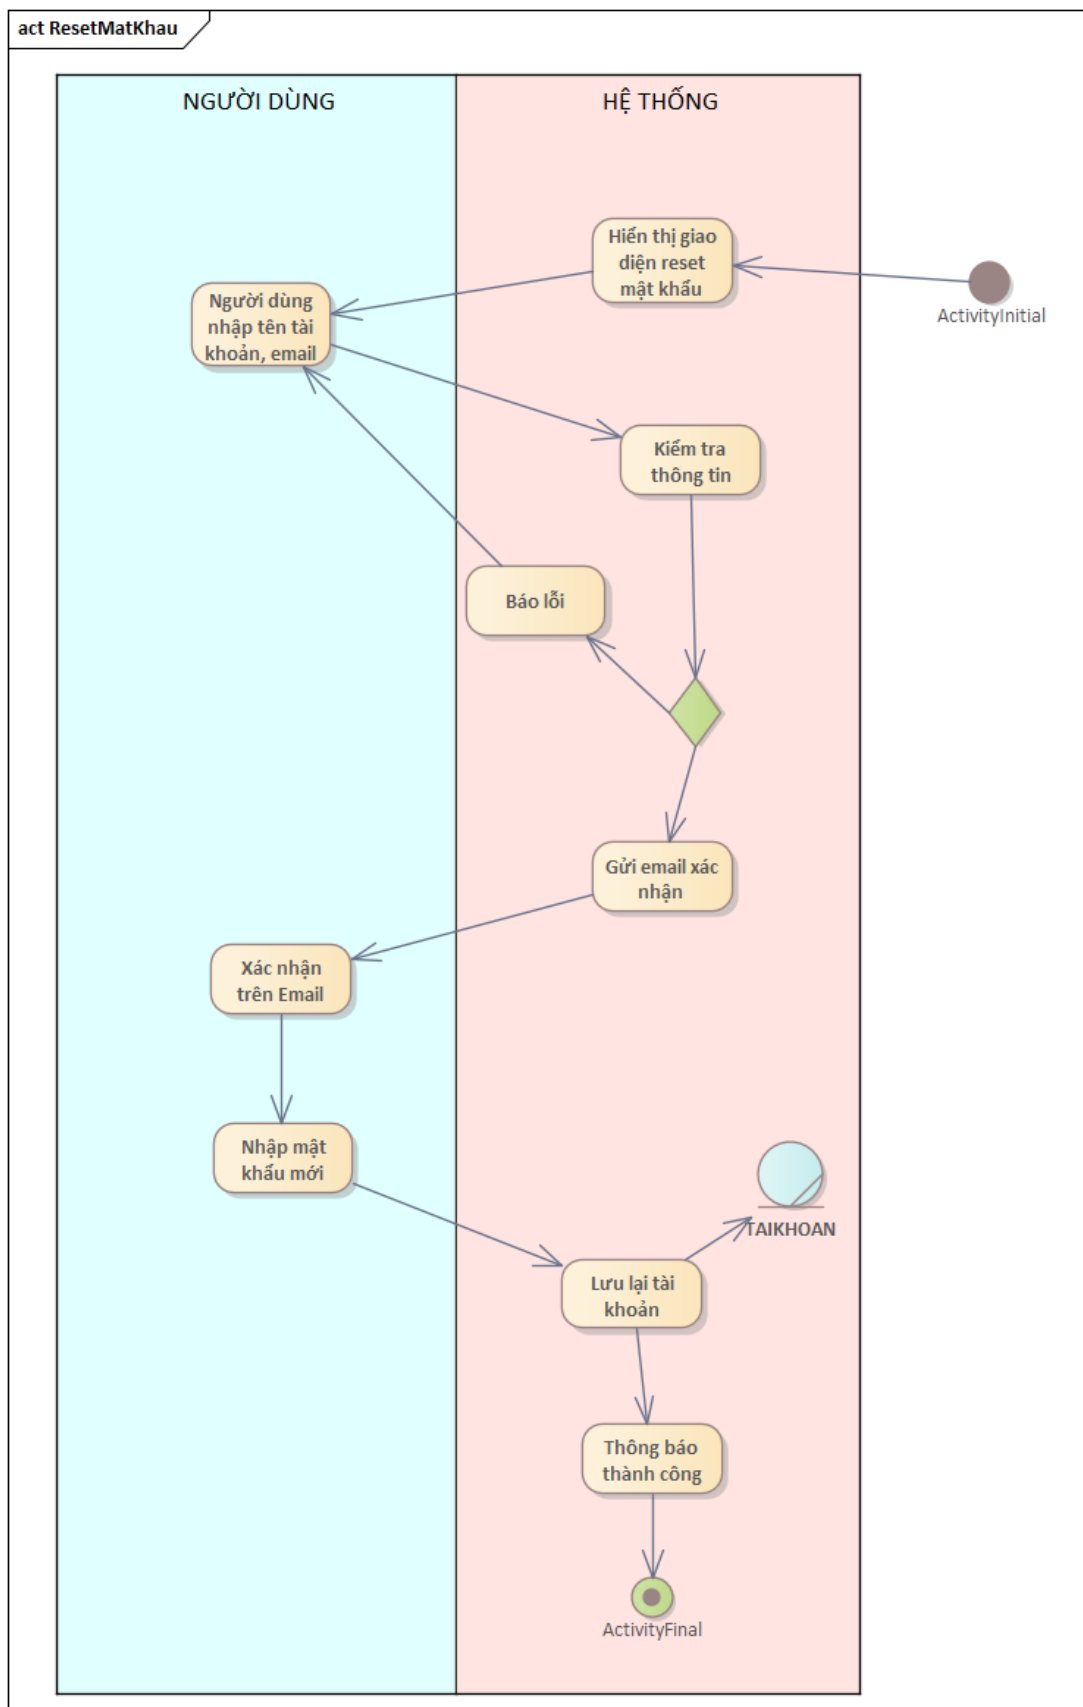 act ResetMatKhau
NGƯỜI DÙNG
HỆ THỐNG
Hiển thị giao
diện reset
mật khẩu
ActivityInitial
Người dùng
nhập tên tài
khoản, email
Kiểm tra
thông tin
Báo lỗi
Gửi email xác
nhận
Xác nhận
trên Email
Nhập mật
khẩu mới
TAIKHOAN
Lưu lại tài
khoản
Thông báo
thành công
ActivityFinal